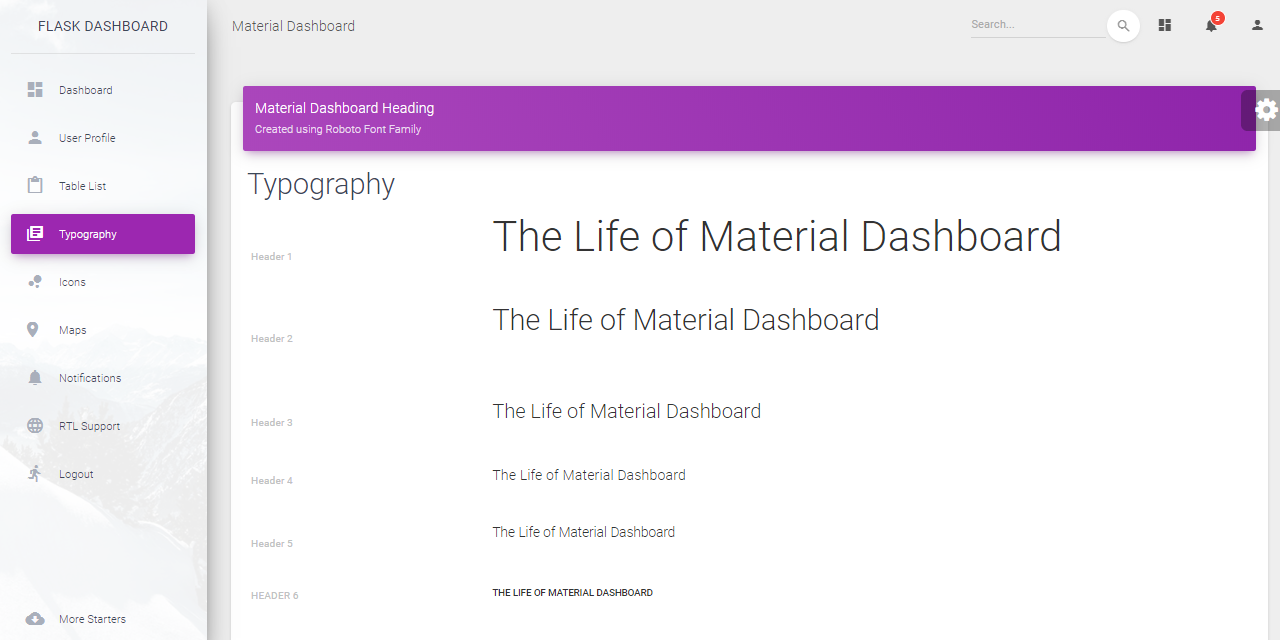 FLASK DASHBOARD
Dashboard
User Profile
Table List
Typography
Icons
Maps
Notifications
RTL Support
Logout
More Starters
Material Dashboard
Search...
5
Material Dashboard Heading
Created using Roboto Font Family
Typography
Header 1
The Life of Material Dashboard
Header 2
The Life of Material Dashboard
Header 3
The Life of Material Dashboard
Header 4
The Life of Material Dashboard
Header 5
The Life of Material Dashboard
HEADER 6
THE LIFE OF MATERIAL DASHBOARD